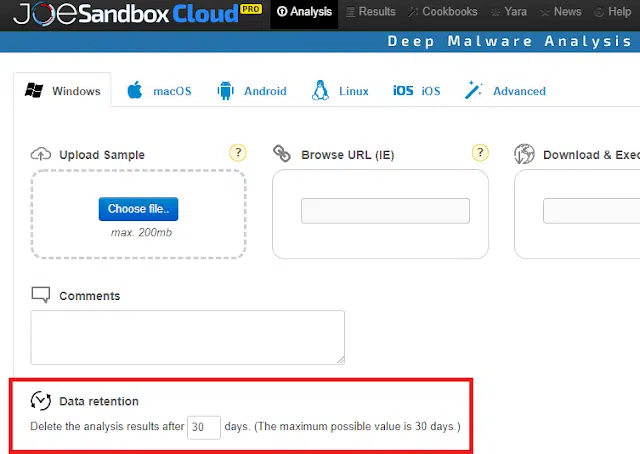 JOESandbox Cloud PRO Analysis Results Cookbooks Yara News Help
Deep Malware Analysis
Windows macOS Android Linux iOS iOS Advanced
Upload Sample ? Browse URL (IE) ? Download & Exec
Choose file..
max. 200mb
Comments
Data retention
Delete the analysis results after 30 days. (The maximum possible value is 30 days.)